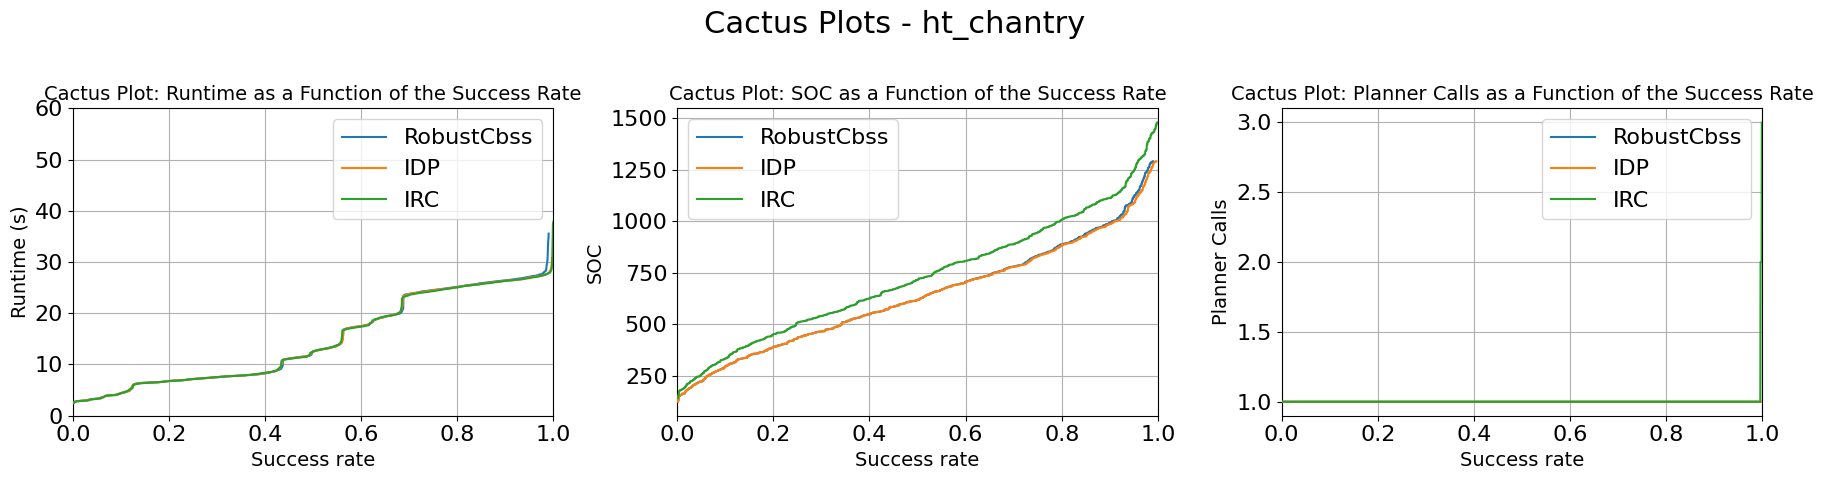 Cactus Plots - ht_chantry
Cactus Plot: Runtime as a Function of the Success Rate
60
50
40
30
20
10
0
Runtime (s)
RobustCbss
IDP
IRC
0.0 0.2 0.4 0.6 0.8 1.0
Success rate
Cactus Plot: SOC as a Function of the Success Rate
1500
1250
1000
750
500
250
SOC
RobustCbss
IDP
IRC
0.0 0.2 0.4 0.6 0.8 1.0
Success rate
Cactus Plot: Planner Calls as a Function of the Success Rate
3.0
2.5
2.0
1.5
1.0
Planner Calls
RobustCbss
IDP
IRC
0.0 0.2 0.4 0.6 0.8 1.0
Success rate